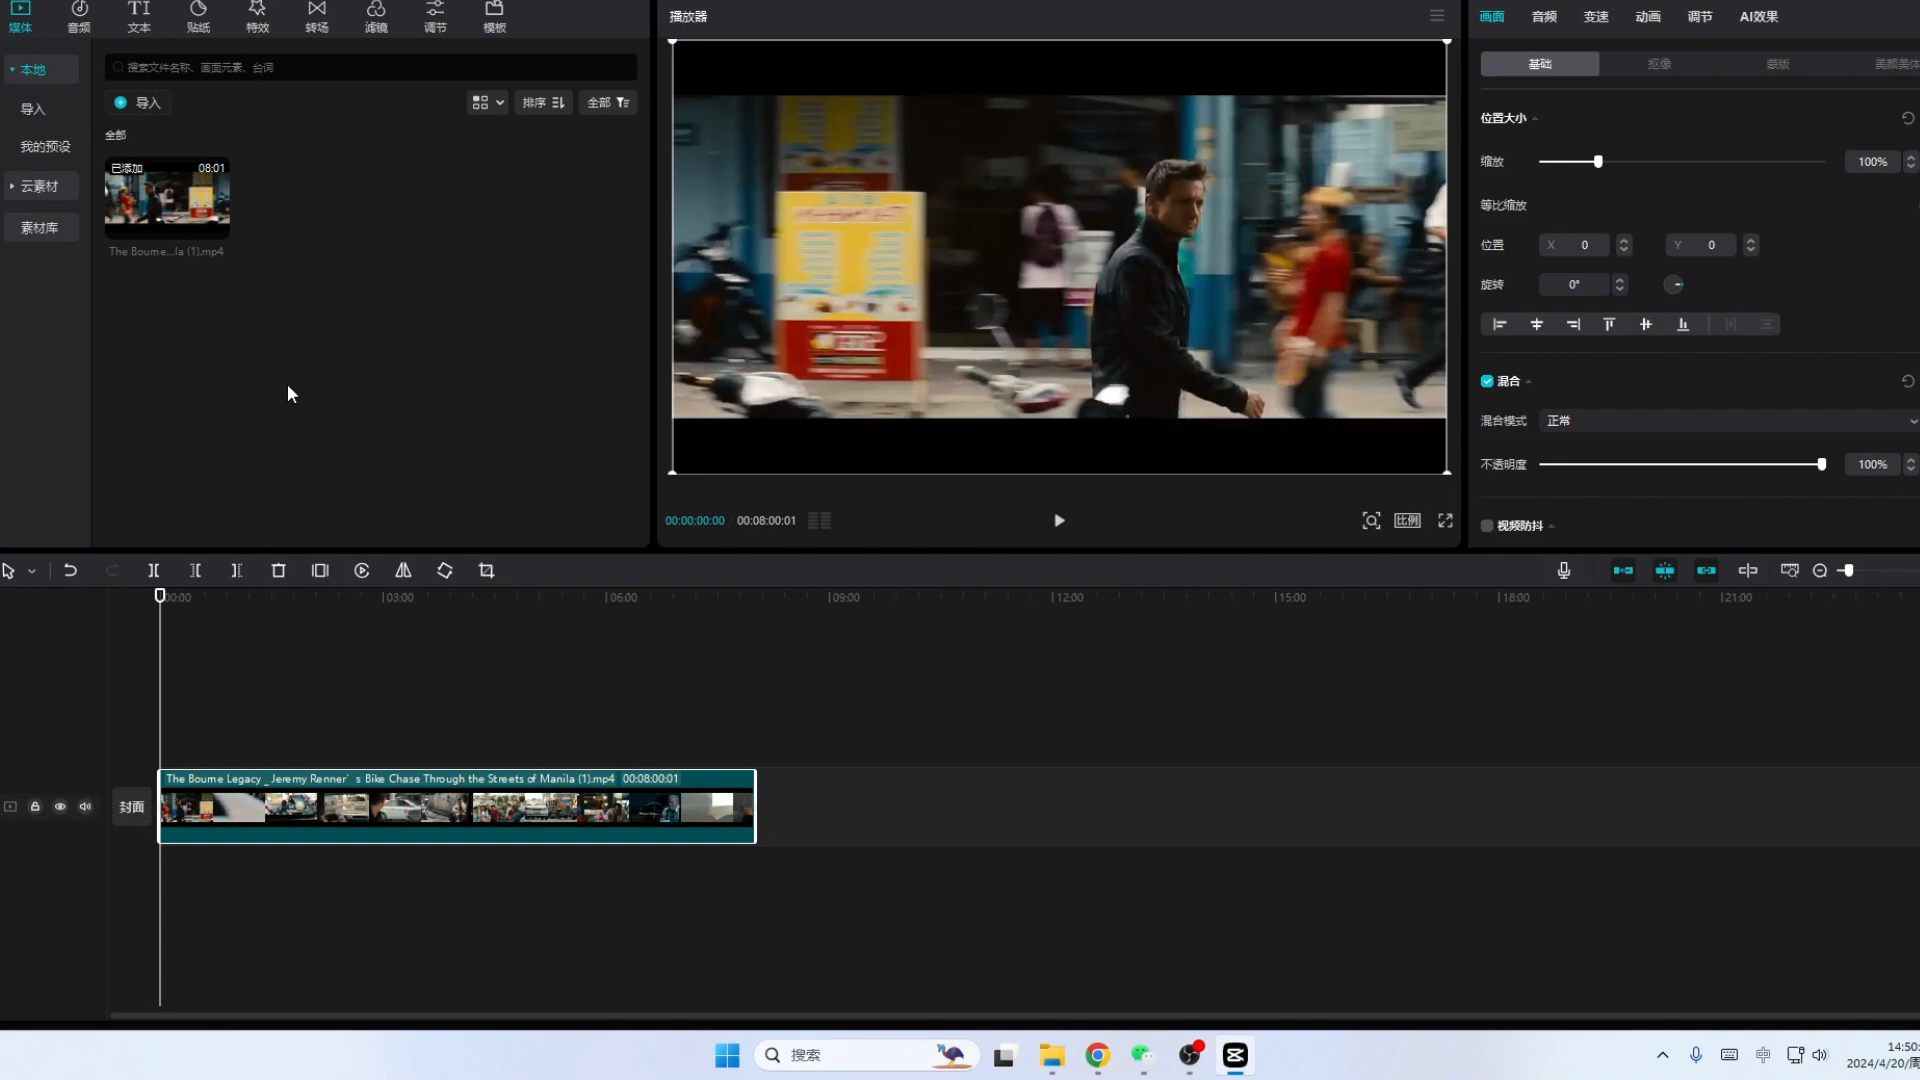 媒体 音频 文本 贴纸 特效 转场 滤镜 调节 模板
本地
导入
我的预设
云素材
素材库
搜索文件名称、画面元素、台词
导入
排序
全部
全部
已添加 08:01
The Bourne...la (1).mp4
播放器
00:00:00:00 00:08:00:01
比例
画面 音频 变速 动画 调节 AI效果
基础 抠像 蒙版 美颜美体
位置大小
缩放 100%
等比缩放
位置 X 0 Y 0
旋转 0°
混合
混合模式 正常
不透明度 100%
视频防抖
00:00 03:00 06:00 09:00 12:00 15:00 18:00 21:00
The Bourne Legacy _ Jeremy Renner's Bike Chase Through the Streets of Manila (1).mp4 00:08:00:01
封面
搜索
中
14:50:
2024/4/20/周